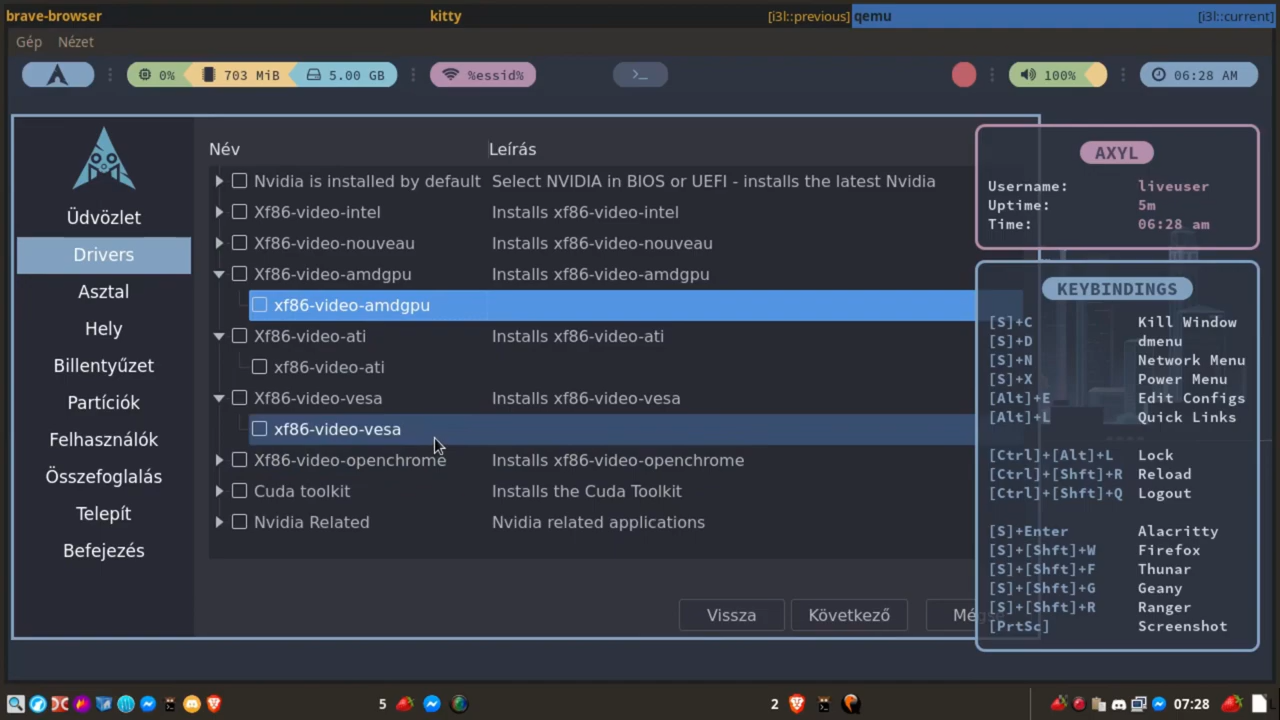 brave-browser kitty [i3l::previous] qemu [i3l::current]
Gép Nézet
0% 703 MiB 5.00 GB %essid% >_ 100% 06:28 AM
Üdvözlet
Drivers
Asztal
Hely
Billentyűzet
Partíciók
Felhasználók
Összefoglalás
Telepít
Befejezés
Név Leírás
Nvidia is installed by default Select NVIDIA in BIOS or UEFI - installs the latest Nvidia
Xf86-video-intel Installs xf86-video-intel
Xf86-video-nouveau Installs xf86-video-nouveau
Xf86-video-amdgpu Installs xf86-video-amdgpu
xf86-video-amdgpu
Xf86-video-ati Installs xf86-video-ati
xf86-video-ati
Xf86-video-vesa Installs xf86-video-vesa
xf86-video-vesa
Xf86-video-openchrome Installs xf86-video-openchrome
Cuda toolkit Installs the Cuda Toolkit
Nvidia Related Nvidia related applications
Vissza Következő
AXYL
Username: liveuser
Uptime: 5m
Time: 06:28 am
KEYBINDINGS
[S]+C Kill Window
[S]+D dmenu
[S]+N Network Menu
[S]+X Power Menu
[Alt]+E Edit Configs
[Alt]+L Quick Links
[Ctrl]+[Alt]+L Lock
[Ctrl]+[Shft]+R Reload
[Ctrl]+[Shft]+Q Logout
[S]+Enter Alacritty
[S]+[Shft]+W Firefox
[S]+[Shft]+F Thunar
[S]+[Shft]+G Geany
[S]+[Shft]+R Ranger
[PrtSc] Screenshot
5 2 07:28